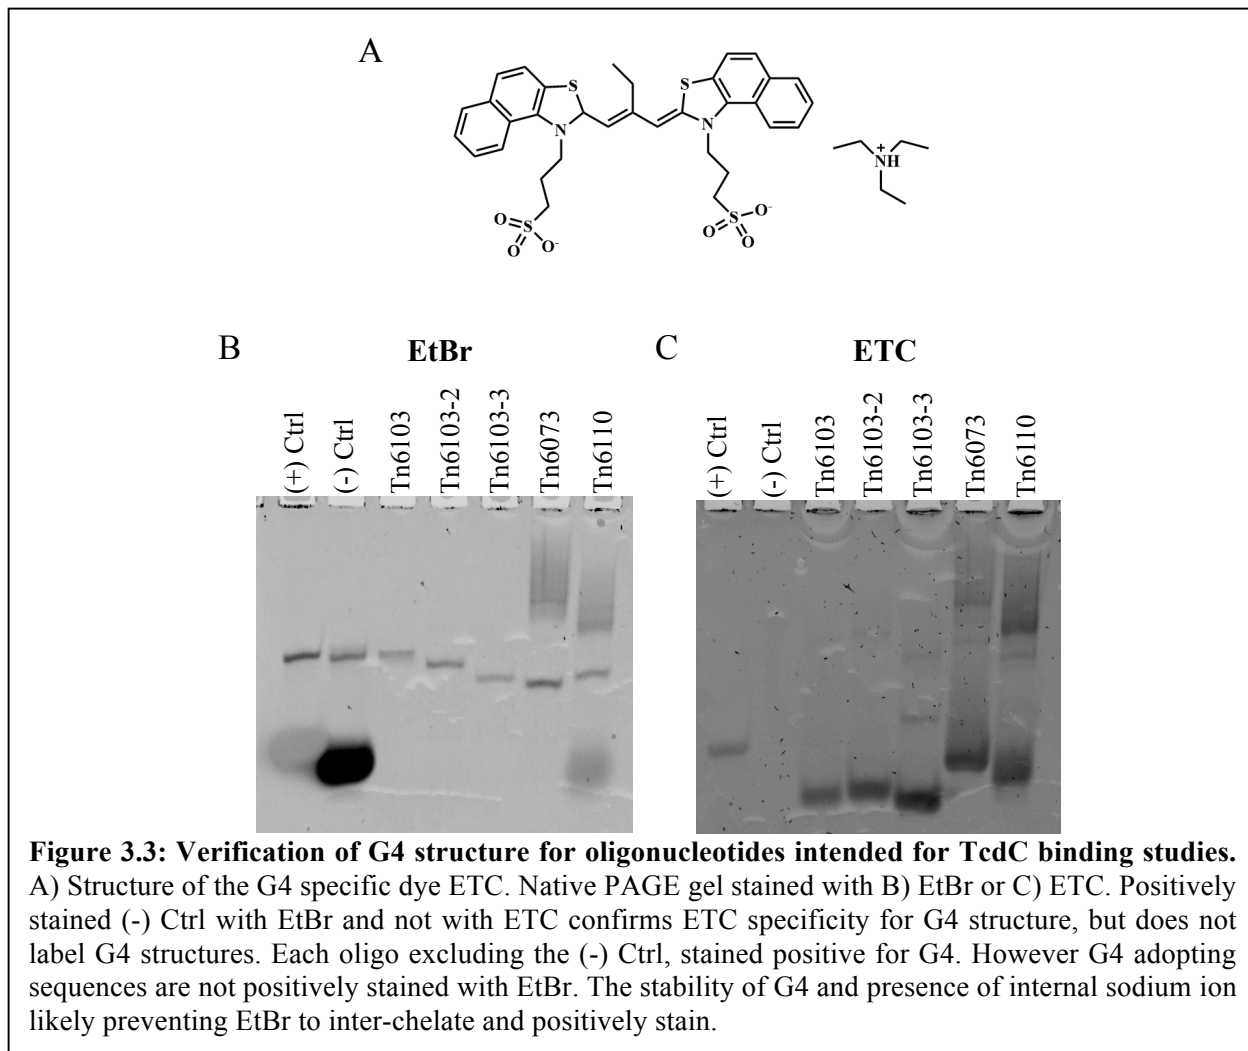 A
S
N
S
N
+
NH
O
S
O
O-
O-
S
O
O
B
EtBr
(+) Ctrl
(-) Ctrl
Tn6103
Tn6103-2
Tn6103-3
Tn6073
Tn6110
C
ETC
(+) Ctrl
(-) Ctrl
Tn6103
Tn6103-2
Tn6103-3
Tn6073
Tn6110
Figure 3.3: Verification of G4 structure for oligonucleotides intended for TcdC binding studies.
A) Structure of the G4 specific dye ETC. Native PAGE gel stained with B) EtBr or C) ETC. Positively
stained (-) Ctrl with EtBr and not with ETC confirms ETC specificity for G4 structure, but does not
label G4 structures. Each oligo excluding the (-) Ctrl, stained positive for G4. However G4 adopting
sequences are not positively stained with EtBr. The stability of G4 and presence of internal sodium ion
likely preventing EtBr to inter-chelate and positively stain.